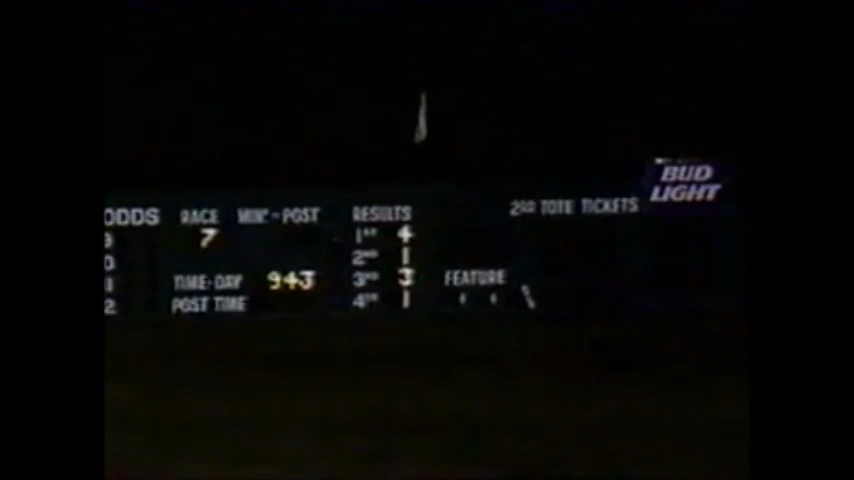 ODDS RACE MIN'-POST RESULTS 2ND TOTE TICKETS BUD LIGHT
7 1ST 4
2ND 1
TIME-DAY 943 3RD 3 FEATURE
2 POST TIME 4TH 1